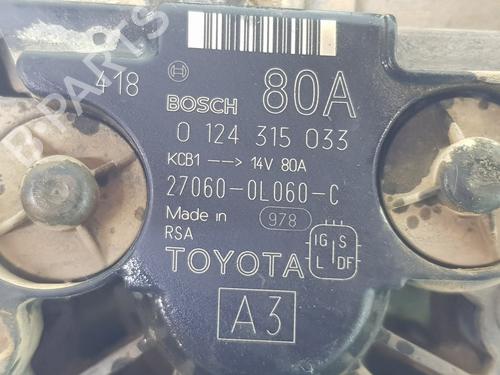 418
BOSCH 80A
0 124 315 033
KCB1 --→ 14V 80A
27060-0L060-C
Made in 978
RSA
IG S
L DF
TOYOTA
A3
B-Parts